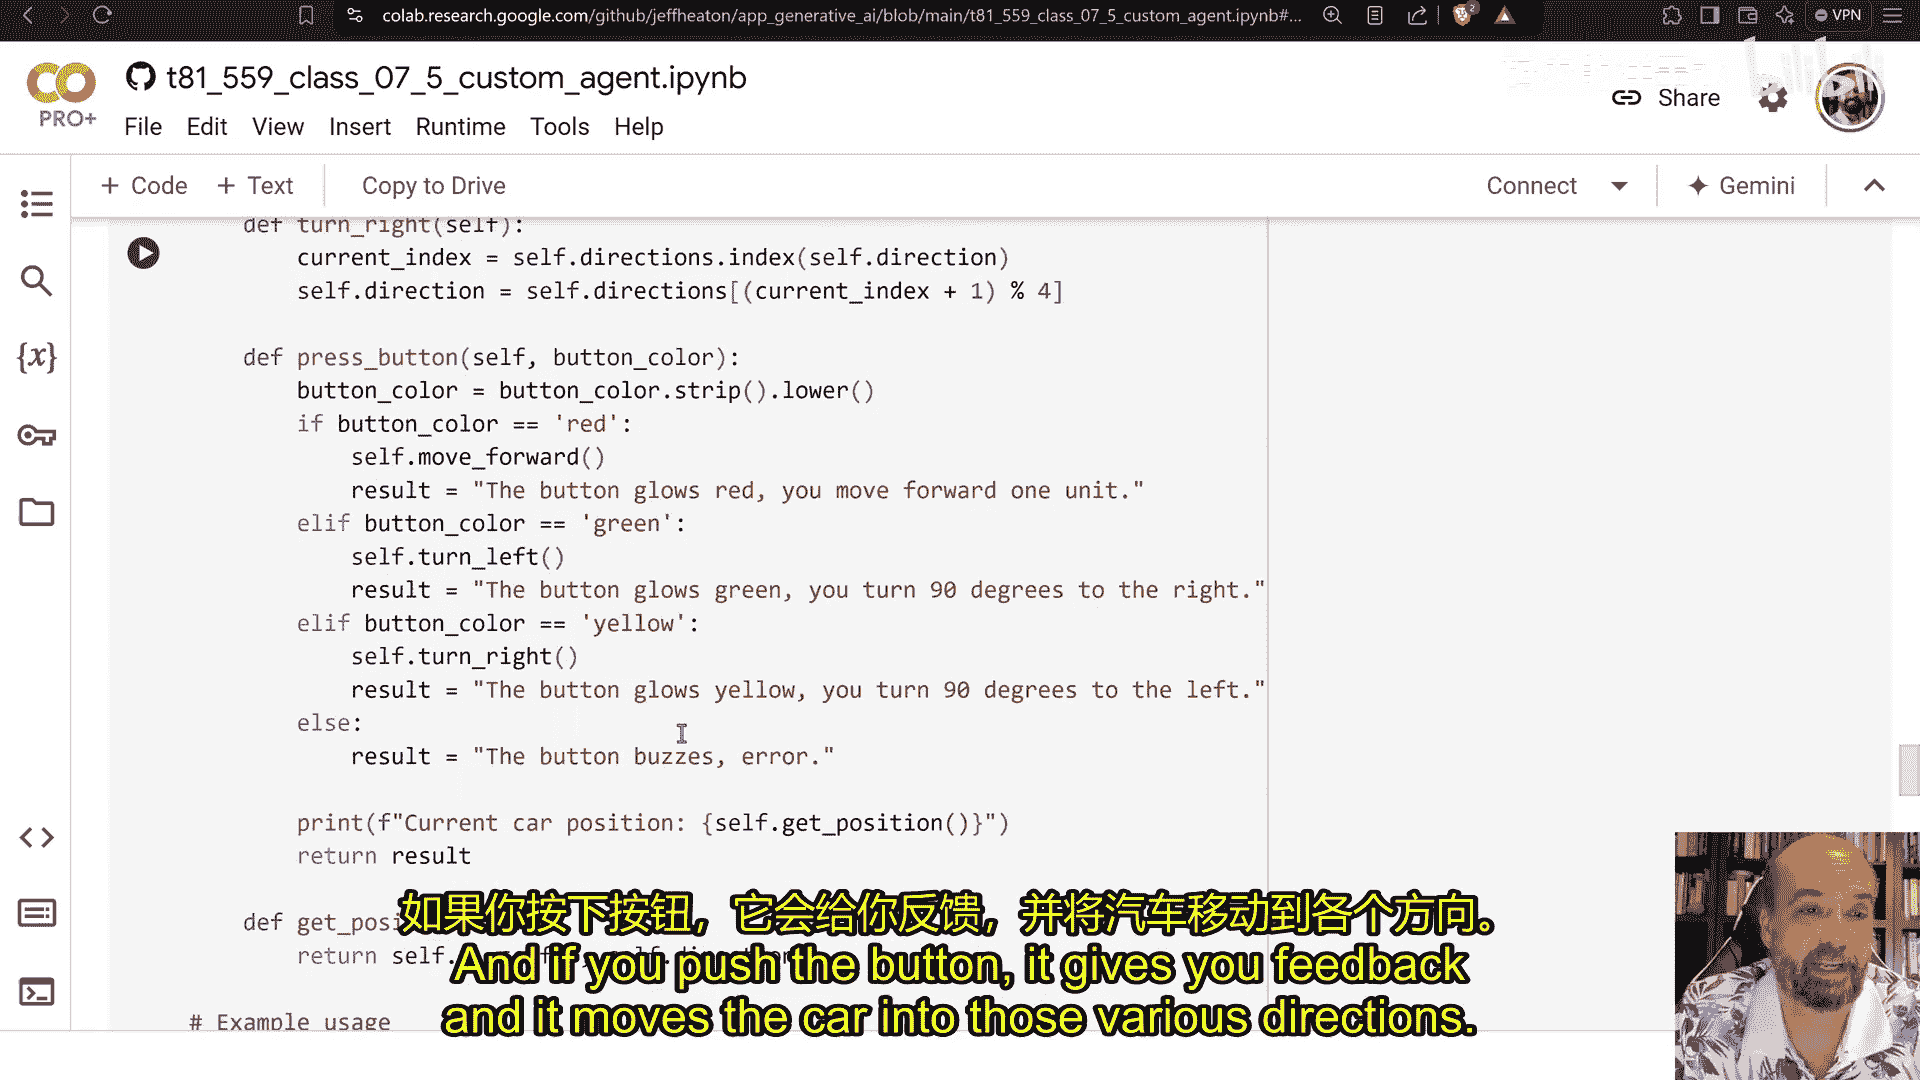 colab.research.google.com/github/jeffheaton/app_generative_ai/blob/main/t81_559_class_07_5_custom_agent.ipynb#...
2
VPN
CO
PRO+
t81_559_class_07_5_custom_agent.ipynb
Share
File Edit View Insert Runtime Tools Help
+ Code + Text Copy to Drive
Connect
Gemini
def turn_right(self):
current_index = self.directions.index(self.direction)
self.direction = self.directions[(current_index + 1) % 4]
def press_button(self, button_color):
button_color = button_color.strip().lower()
if button_color == 'red':
self.move_forward()
result = "The button glows red, you move forward one unit."
elif button_color == 'green':
self.turn_left()
result = "The button glows green, you turn 90 degrees to the right."
elif button_color == 'yellow':
self.turn_right()
result = "The button glows yellow, you turn 90 degrees to the left."
else:
result = "The button buzzes, error."
print(f"Current car position: {self.get_position()}")
return result
def
return self.
# Example usage
如果你按下按钮，它会给你反馈，并将汽车移动到各个方向。
And if you push the button, it gives you feedback
and it moves the car into those various directions.